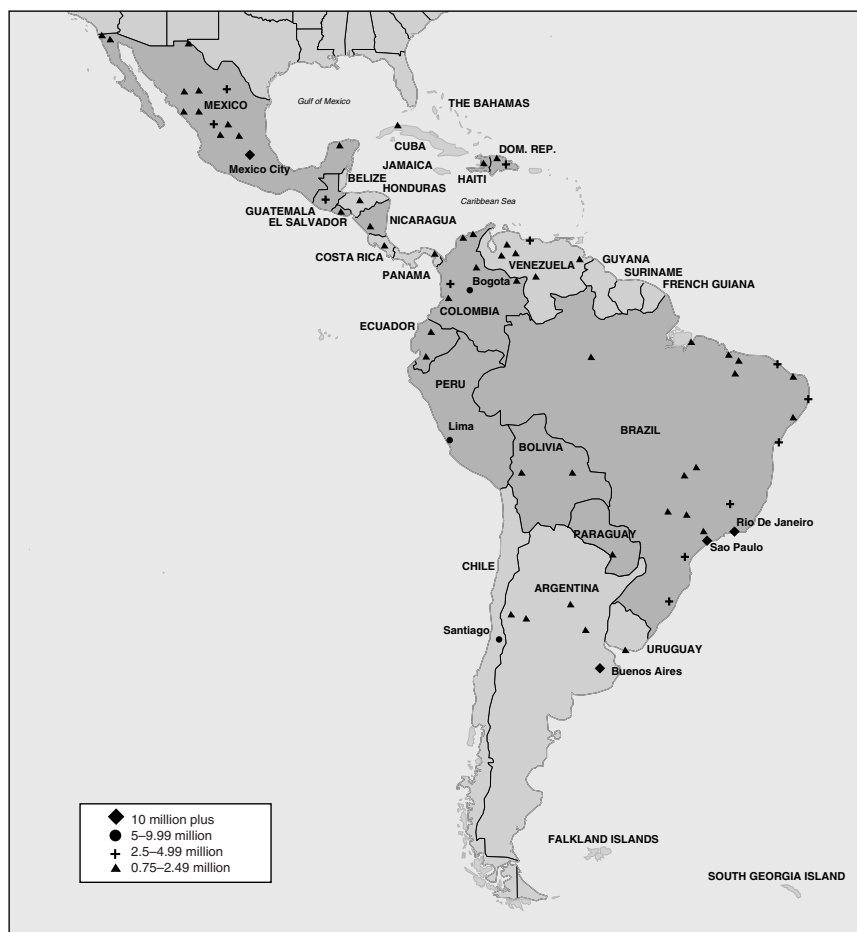 Gulf of Mexico
THE BAHAMAS
MEXICO
CUBA
DOM. REP.
Mexico City
JAMAICA
HAITI
BELIZE
HONDURAS
Caribbean Sea
GUATEMALA
EL SALVADOR
NICARAGUA
COSTA RICA
PANAMA
VENEZUELA
GUYANA
SURINAME
FRENCH GUIANA
Bogota
COLOMBIA
ECUADOR
PERU
Lima
BRAZIL
BOLIVIA
Rio De Janeiro
PARAGUAY
Sao Paulo
CHILE
ARGENTINA
Santiago
URUGUAY
Buenos Aires
10 million plus
5–9.99 million
2.5–4.99 million
0.75–2.49 million
FALKLAND ISLANDS
SOUTH GEORGIA ISLAND